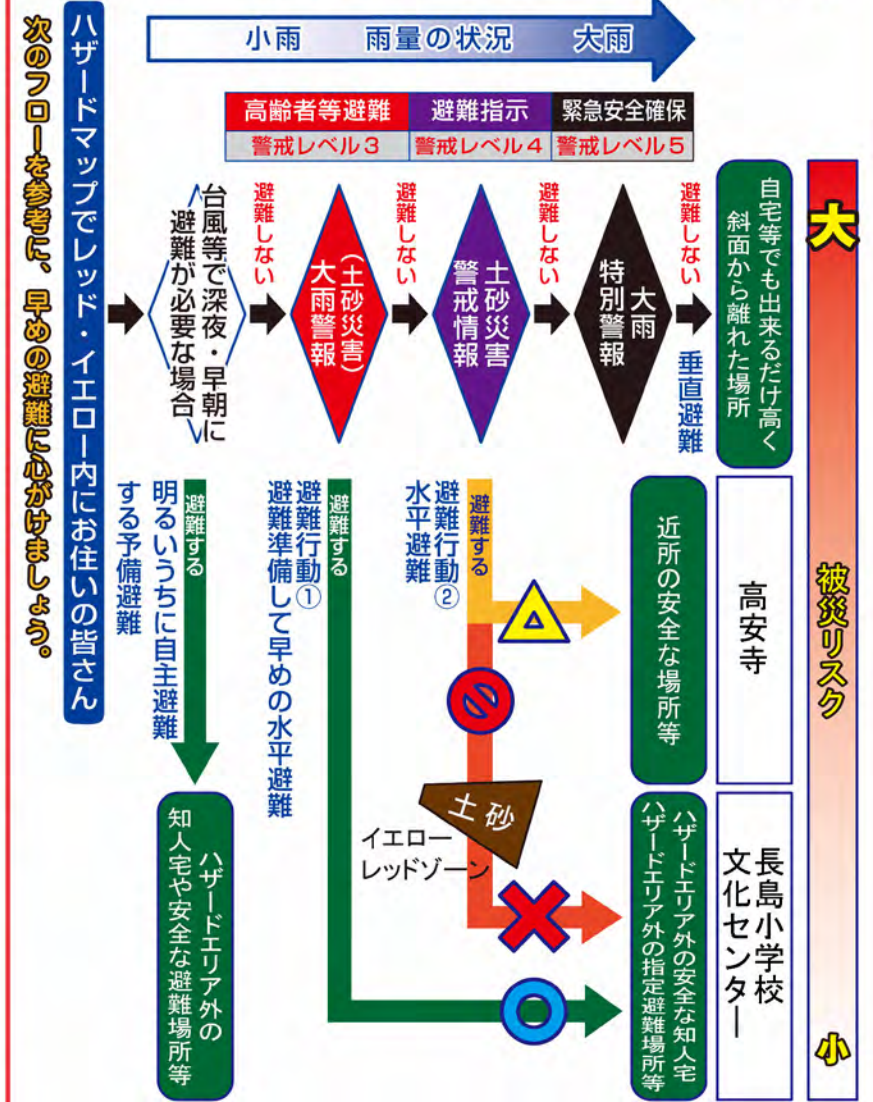 次のフローを参考に、早めの避難に心がけましょう。
ハザードマップでレッド・イエロー内にお住いの皆さん
小雨 雨量の状況 大雨
高齢者等避難
避難指示
緊急安全確保
警戒レベル3
警戒レベル4
警戒レベル5
台風等で深夜・早朝に
避難が必要な場合
避難しない
(土砂災害)
大雨警報
避難しない
土砂災害
警戒情報
避難しない
大雨
特別警報
避難しない
垂直避難
自宅等でも出来るだけ高く
斜面から離れた場所
避難する
明るいうちに自主避難
する予備避難
ハザードエリア外の
知人宅や安全な避難場所等
避難する
避難行動①
避難準備して早めの水平避難
避難する
避難行動②
水平避難
土砂
イエロー
レッドゾーン
近所の安全な場所等
高安寺
ハザードエリア外の安全な知人宅
ハザードエリア外の指定避難場所等
長島小学校
文化センター
大
被災リスク
小